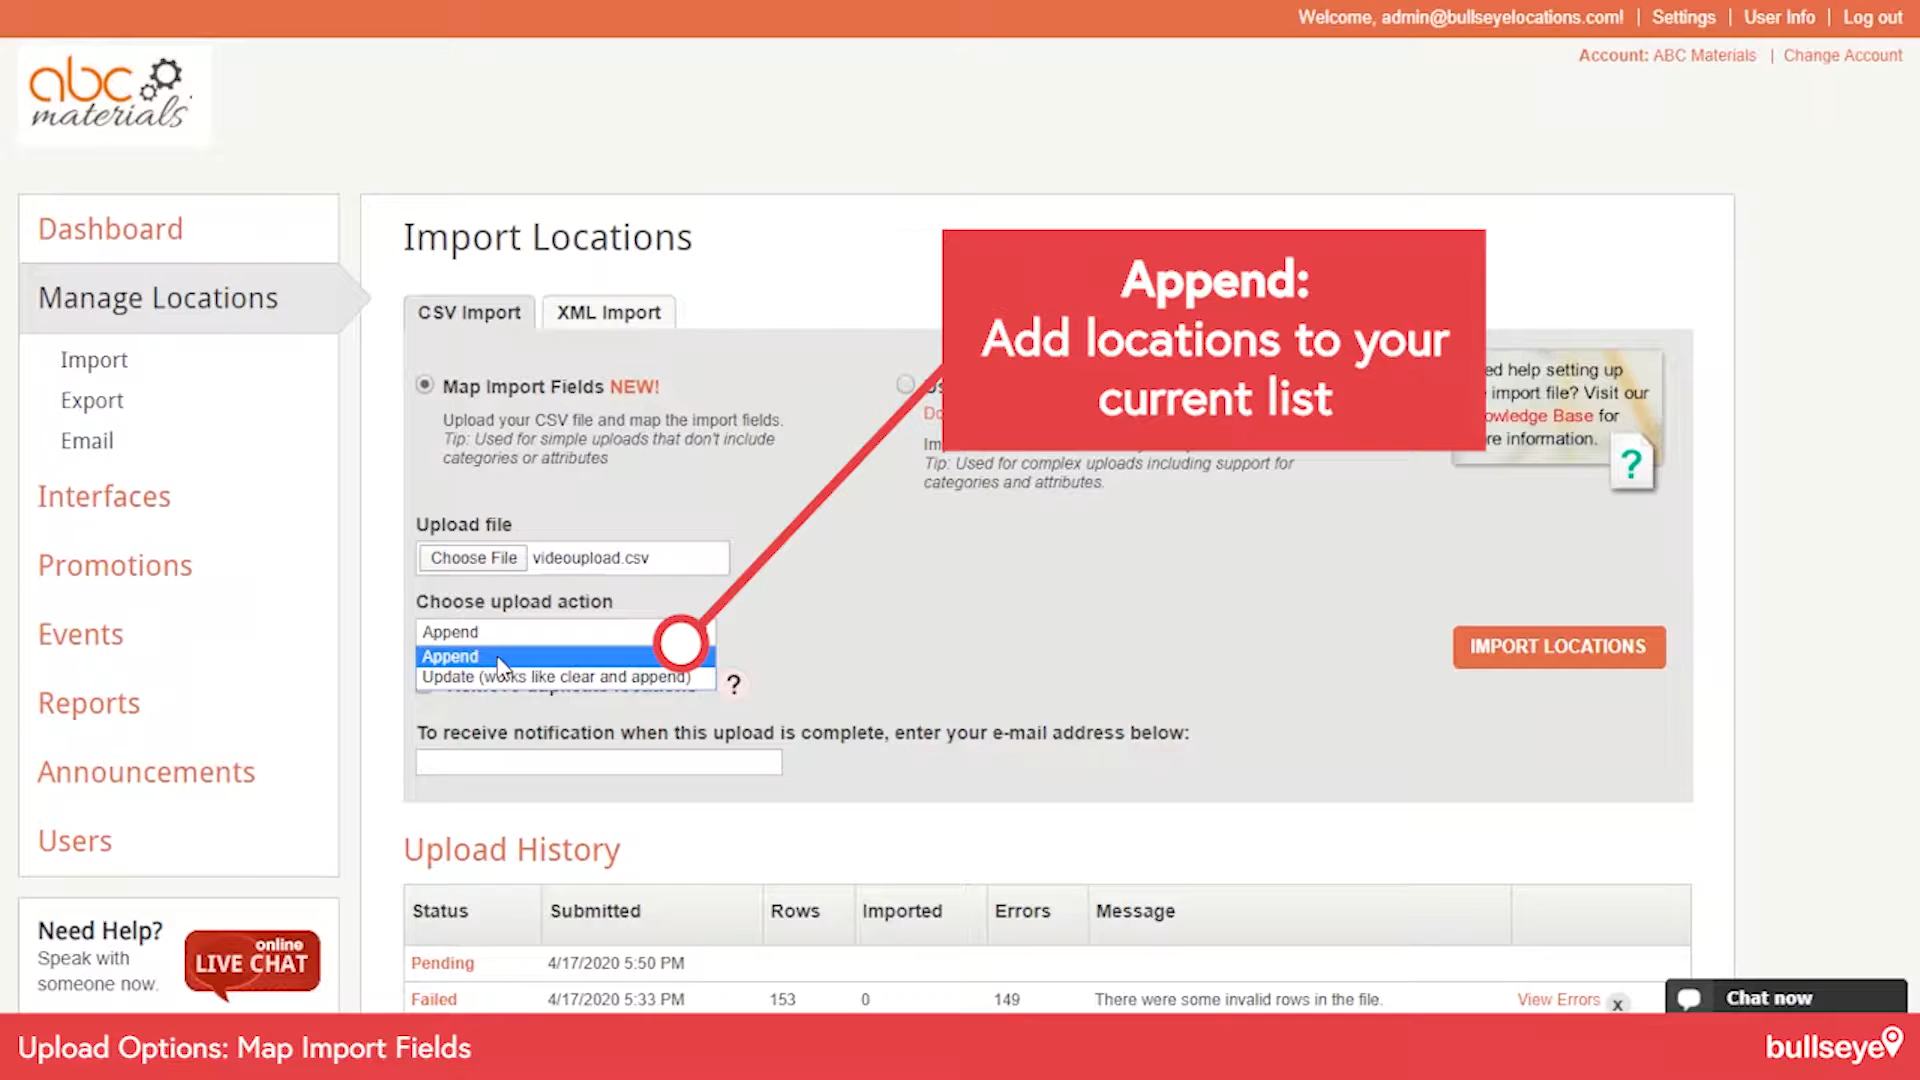 Welcome, admin@bullseyelocations.com! | Settings | User Info | Log out
Account: ABC Materials | Change Account
abc
materials
Dashboard
Manage Locations
Import
Export
Email
Interfaces
Promotions
Events
Reports
Announcements
Users
Need Help?
Speak with
someone now.
online
LIVE CHAT
Import Locations
CSV Import
XML Import
Append:
Add locations to your
current list
Map Import Fields NEW!
Upload your CSV file and map the import fields.
Tip: Used for simple uploads that don't include
categories or attributes
Tip: Used for complex uploads including support for
categories and attributes.
help setting up
import file? Visit our
for
information.
?
Upload file
Choose File videoupload.csv
Choose upload action
Append
Append
Update (works like clear and append)
?
IMPORT LOCATIONS
To receive notification when this upload is complete, enter your e-mail address below:
Upload History
Status Submitted Rows Imported Errors Message
Pending 4/17/2020 5:50 PM
Failed 4/17/2020 5:33 PM 153 0 149 There were some invalid rows in the file. View Errors x
Chat now
Upload Options: Map Import Fields
bullseye